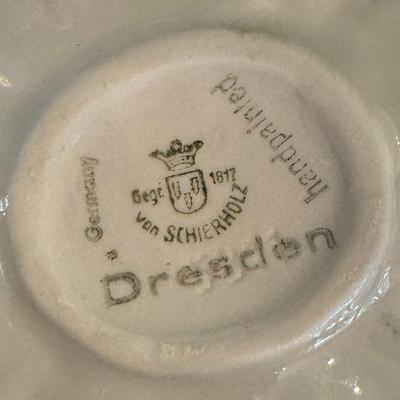 Germany
handpainted
Gegr. 1817
von SCHIERHOLZ
Dresden